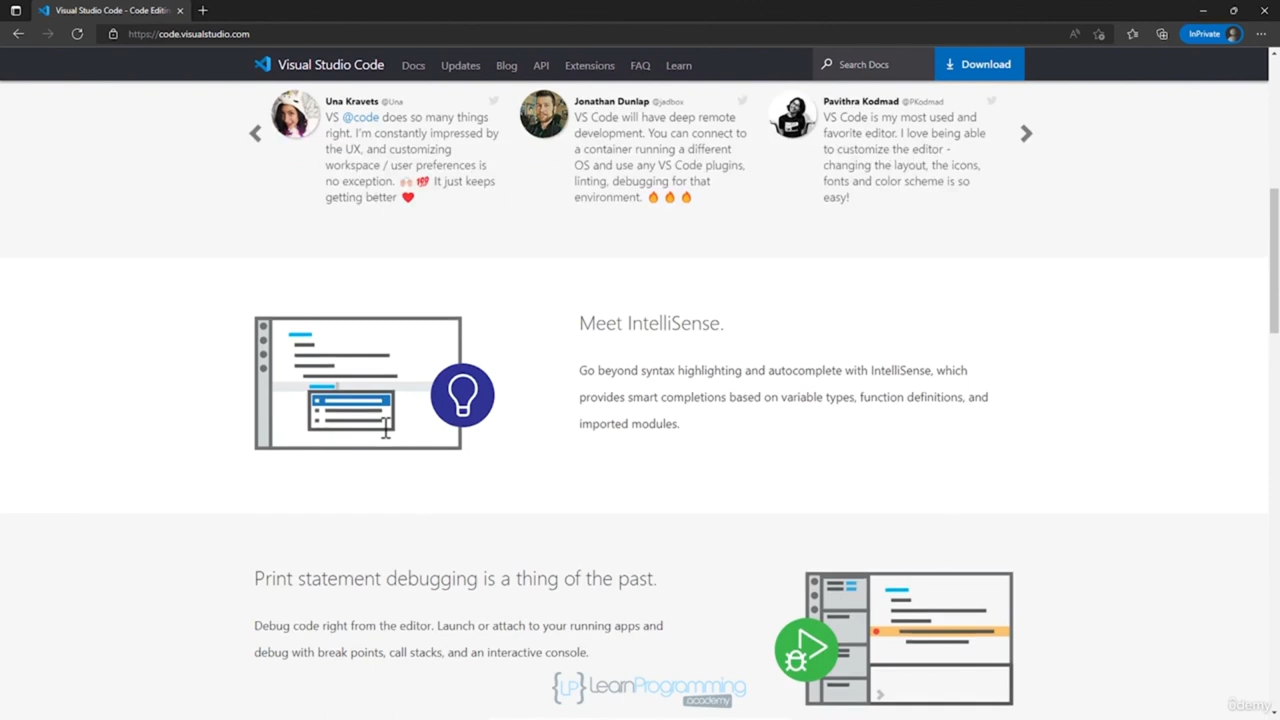 Visual Studio Code - Code Editin
https://code.visualstudio.com
InPrivate
Visual Studio Code
Docs
Updates
Blog
API
Extensions
FAQ
Learn
Search Docs
Download
Una Kravets @Una
VS @code does so many things
right. I'm constantly impressed by
the UX, and customizing
workspace / user preferences is
no exception. 🙌🏻 💯 It just keeps
getting better ❤️
Jonathan Dunlap @jadbox
VS Code will have deep remote
development. You can connect to
a container running a different
OS and use any VS Code plugins,
linting, debugging for that
environment. 🔥 🔥 🔥
Pavithra Kodmad @PKodmad
VS Code is my most used and
favorite editor. I love being able
to customize the editor -
changing the layout, the icons,
fonts and color scheme is so
easy!
Meet IntelliSense.
Go beyond syntax highlighting and autocomplete with IntelliSense, which
provides smart completions based on variable types, function definitions, and
imported modules.
Print statement debugging is a thing of the past.
Debug code right from the editor. Launch or attach to your running apps and
debug with break points, call stacks, and an interactive console.
{LP} LearnProgramming
academy
ûdemy